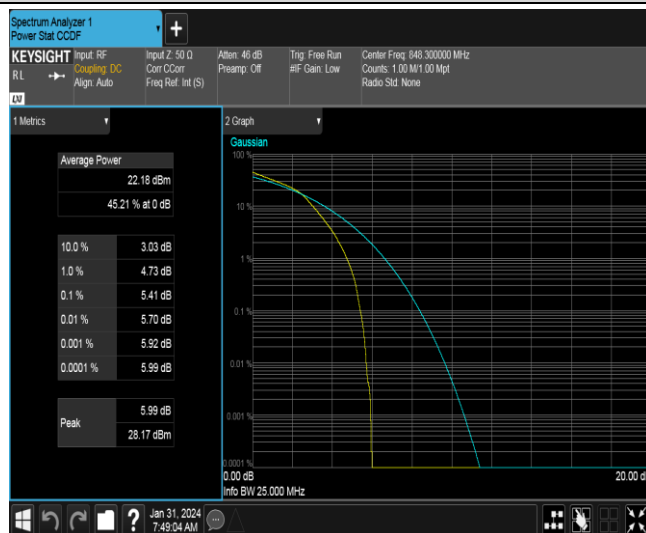 Spectrum Analyzer 1
Power Stat CCDF
+
KEYSIGHT
RL
LXI
Input: RF
Coupling: DC
Align: Auto
Input Z: 50 Ω
Corr CCorr
Freq Ref: Int (S)
Atten: 46 dB
Preamp: Off
Trig: Free Run
#IF Gain: Low
Center Freq: 848.300000 MHz
Counts: 1.00 M/1.00 Mpt
Radio Std: None
1 Metrics
Average Power
22.18 dBm
45.21 % at 0 dB
10.0 % 3.03 dB
1.0 % 4.73 dB
0.1 % 5.41 dB
0.01 % 5.70 dB
0.001 % 5.92 dB
0.0001 % 5.99 dB
Peak
5.99 dB
28.17 dBm
2 Graph
Gaussian
100 %
10 %
1 %
0.1 %
0.01 %
0.001 %
0.0001 %
0.00 dB
20.00 d
Info BW 25.000 MHz
?
Jan 31, 2024
7:49:04 AM